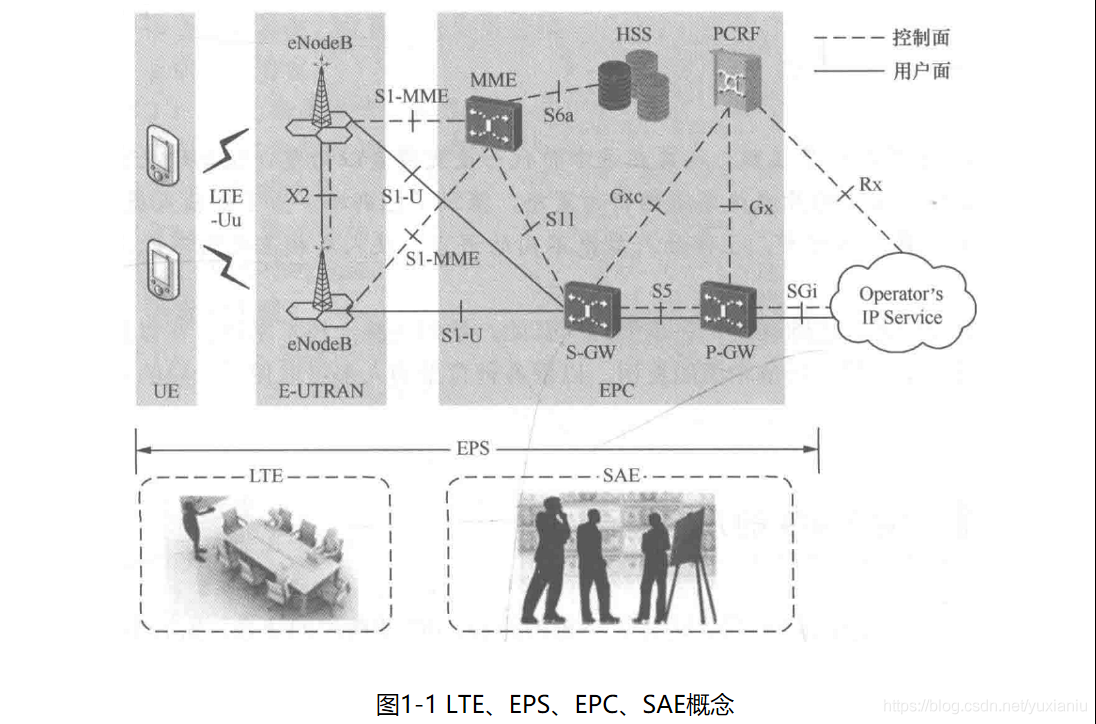 eNodeB
HSS
PCRF
控制面
用户面
MME
S1-MME
S6a
X2
LTE
-Uu
S1-U
S11
Gxc
Gx
Rx
S1-MME
S5
SGi
Operator's
IP Service
S1-U
eNodeB
S-GW
P-GW
UE
E-UTRAN
EPC
EPS
LTE
SAE
图1-1 LTE、EPS、EPC、SAE概念
https://blog.csdn.net/yuxianiu